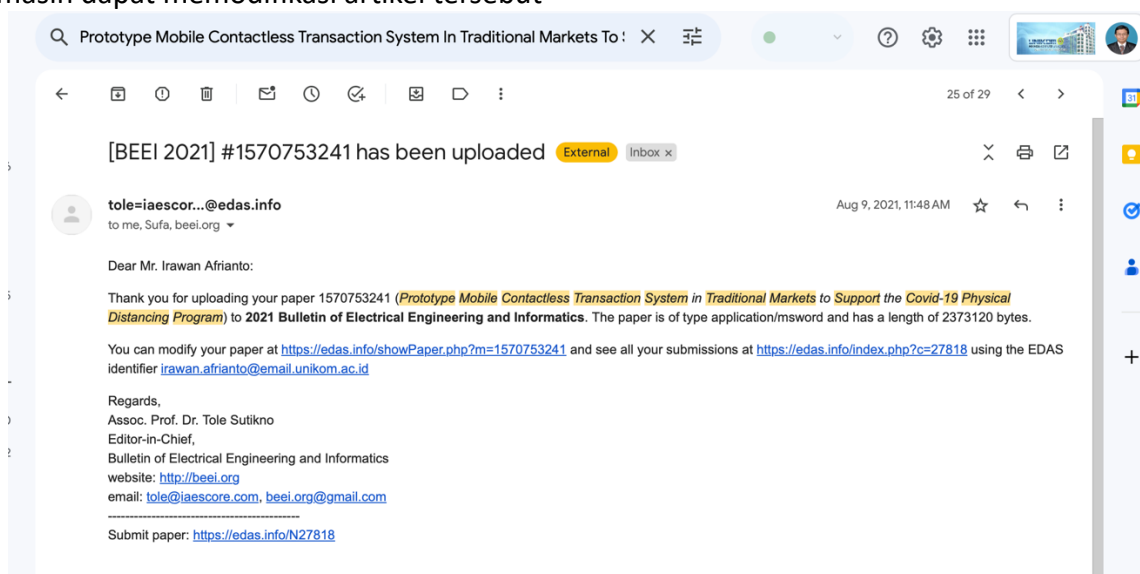 masih dapat memodifikasi artikel tersebut
Prototype Mobile Contactless Transaction System In Traditional Markets To
25 of 29
[BEEI 2021] #1570753241 has been uploaded External Inbox ×
tole=iaescor...@edas.info
Aug 9, 2021, 11:48 AM
to me, Sufa, beei.org
Dear Mr. Irawan Afrianto:
Thank you for uploading your paper 1570753241 (Prototype Mobile Contactless Transaction System in Traditional Markets to Support the Covid-19 Physical
Distancing Program) to 2021 Bulletin of Electrical Engineering and Informatics. The paper is of type application/msword and has a length of 2373120 bytes.
You can modify your paper at https://edas.info/showPaper.php?m=1570753241 and see all your submissions at https://edas.info/index.php?c=27818 using the EDAS
identifier irawan.afrianto@email.unikom.ac.id
Regards,
Assoc. Prof. Dr. Tole Sutikno
Editor-in-Chief,
Bulletin of Electrical Engineering and Informatics
website: http://beei.org
email: tole@iaescore.com, beei.org@gmail.com
--------------------------------------------
Submit paper: https://edas.info/N27818